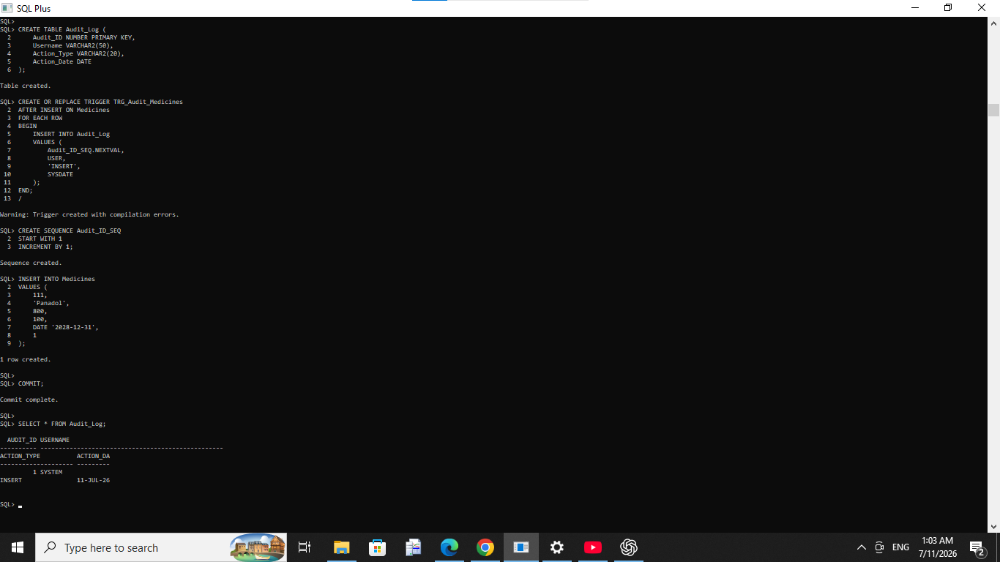 SQL Plus
SQL>
SQL> CREATE TABLE Audit_Log (
  2      Audit_ID NUMBER PRIMARY KEY,
  3      Username VARCHAR2(50),
  4      Action_Type VARCHAR2(20),
  5      Action_Date DATE
  6  );
Table created.
SQL> CREATE OR REPLACE TRIGGER TRG_Audit_Medicines
  2  AFTER INSERT ON Medicines
  3  FOR EACH ROW
  4  BEGIN
  5      INSERT INTO Audit_Log
  6      VALUES (
  7          Audit_ID_SEQ.NEXTVAL,
  8          USER,
  9          'INSERT',
 10          SYSDATE
 11      );
 12  END;
 13  /
Warning: Trigger created with compilation errors.
SQL> CREATE SEQUENCE Audit_ID_SEQ
  2  START WITH 1
  3  INCREMENT BY 1;
Sequence created.
SQL> INSERT INTO Medicines
  2  VALUES (
  3      111,
  4      'Panadol',
  5      800,
  6      100,
  7      DATE '2028-12-31',
  8      1
  9  );
1 row created.
SQL>
SQL> COMMIT;
Commit complete.
SQL>
SQL> SELECT * FROM Audit_Log;
  AUDIT_ID USERNAME
---------- --------------------------------------------------
ACTION_TYPE          ACTION_DA
-------------------- ---------
         1 SYSTEM
INSERT               11-JUL-26
SQL>
Type here to search
ENG
1:03 AM
7/11/2026
2